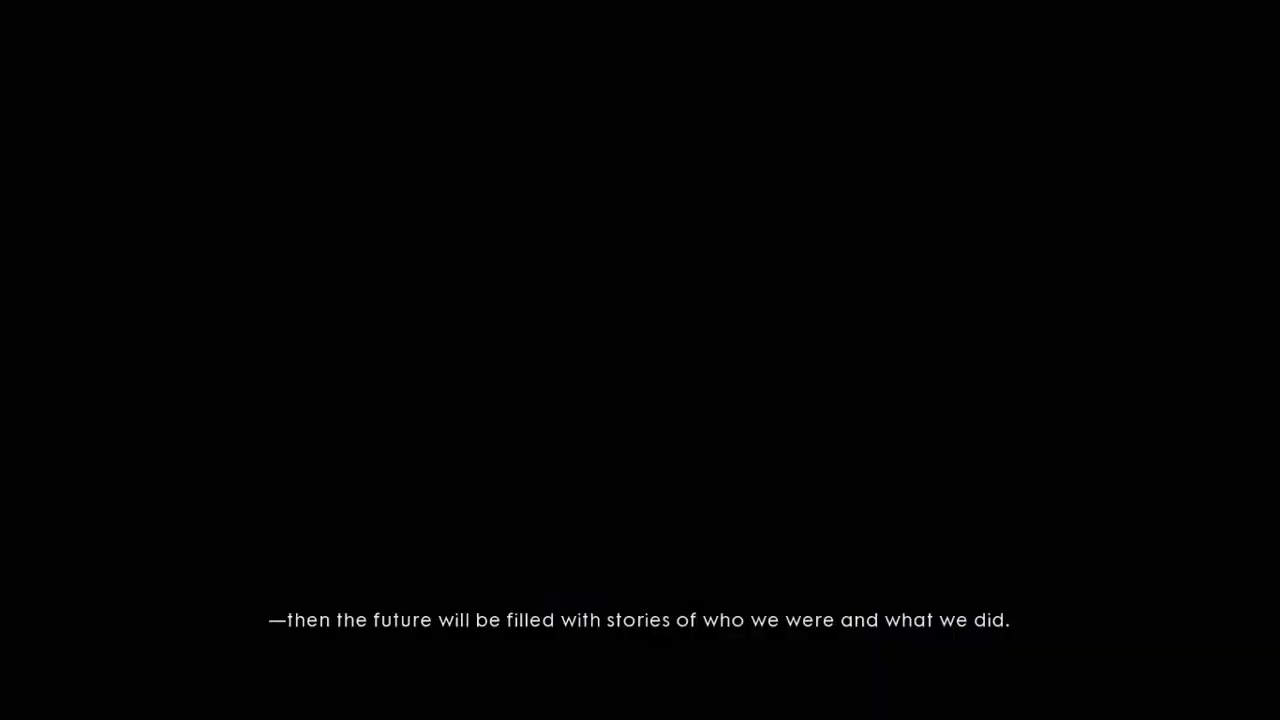 —then the future will be filled with stories of who we were and what we did.